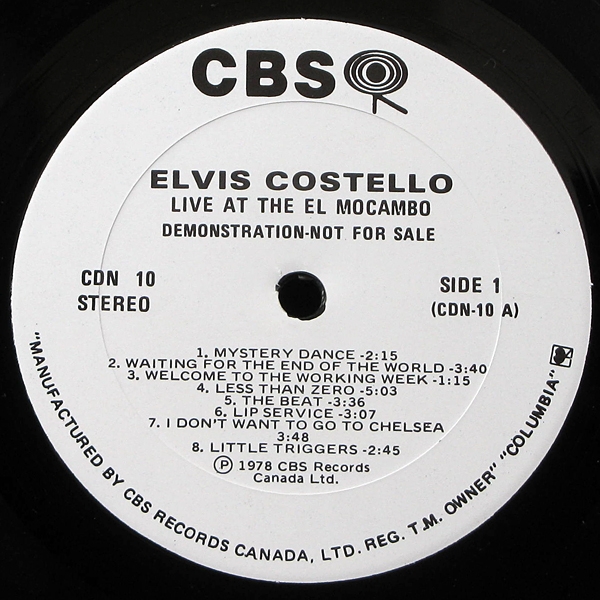 CBS
ELVIS COSTELLO
LIVE AT THE EL MOCAMBO
DEMONSTRATION-NOT FOR SALE
CDN 10
STEREO
SIDE 1
(CDN-10 A)
1. MYSTERY DANCE -2:15
2. WAITING FOR THE END OF THE WORLD -3:40
3. WELCOME TO THE WORKING WEEK -1:15
4. LESS THAN ZERO -5:03
5. THE BEAT -3:36
6. LIP SERVICE -3:07
7. I DON'T WANT TO GO TO CHELSEA
3:48
8. LITTLE TRIGGERS -2:45
Ⓟ 1978 CBS Records
Canada Ltd.
"MANUFACTURED BY CBS RECORDS CANADA, LTD. REG. T.M. OWNER" "COLUMBIA"